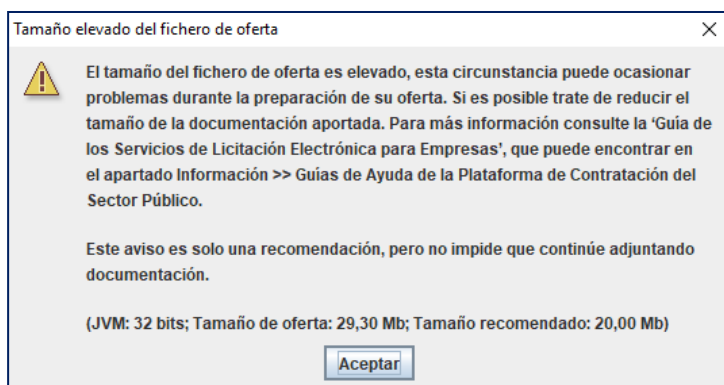 Tamaño elevado del fichero de oferta
El tamaño del fichero de oferta es elevado, esta circunstancia puede ocasionar
problemas durante la preparación de su oferta. Si es posible trate de reducir el
tamaño de la documentación aportada. Para más información consulte la ‘Guía de
los Servicios de Licitación Electrónica para Empresas’, que puede encontrar en
el apartado Información >> Guías de Ayuda de la Plataforma de Contratación del
Sector Público.
Este aviso es solo una recomendación, pero no impide que continúe adjuntando
documentación.
(JVM: 32 bits; Tamaño de oferta: 29,30 Mb; Tamaño recomendado: 20,00 Mb)
Aceptar